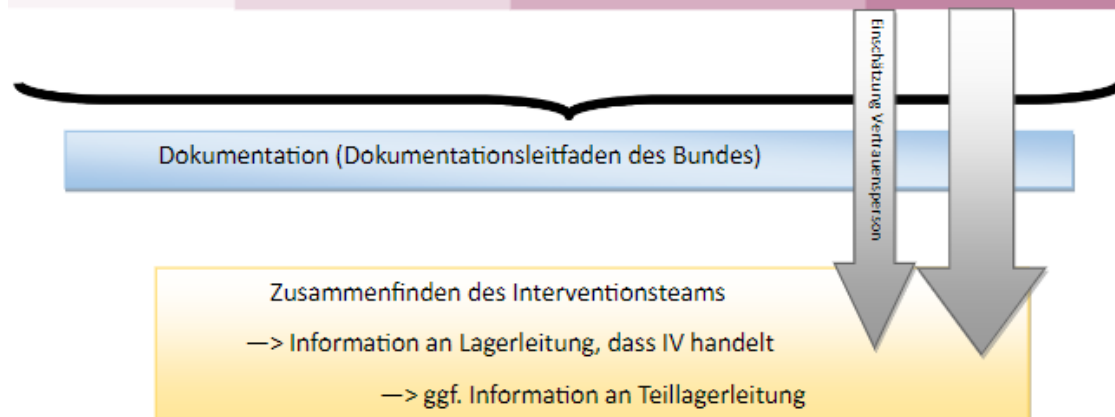 Einschätzung Vertrauensperson
Dokumentation (Dokumentationsleitfaden des Bundes)
Zusammenfinden des Interventionsteams
—> Information an Lagerleitung, dass IV handelt
—> ggf. Information an Teillagerleitung